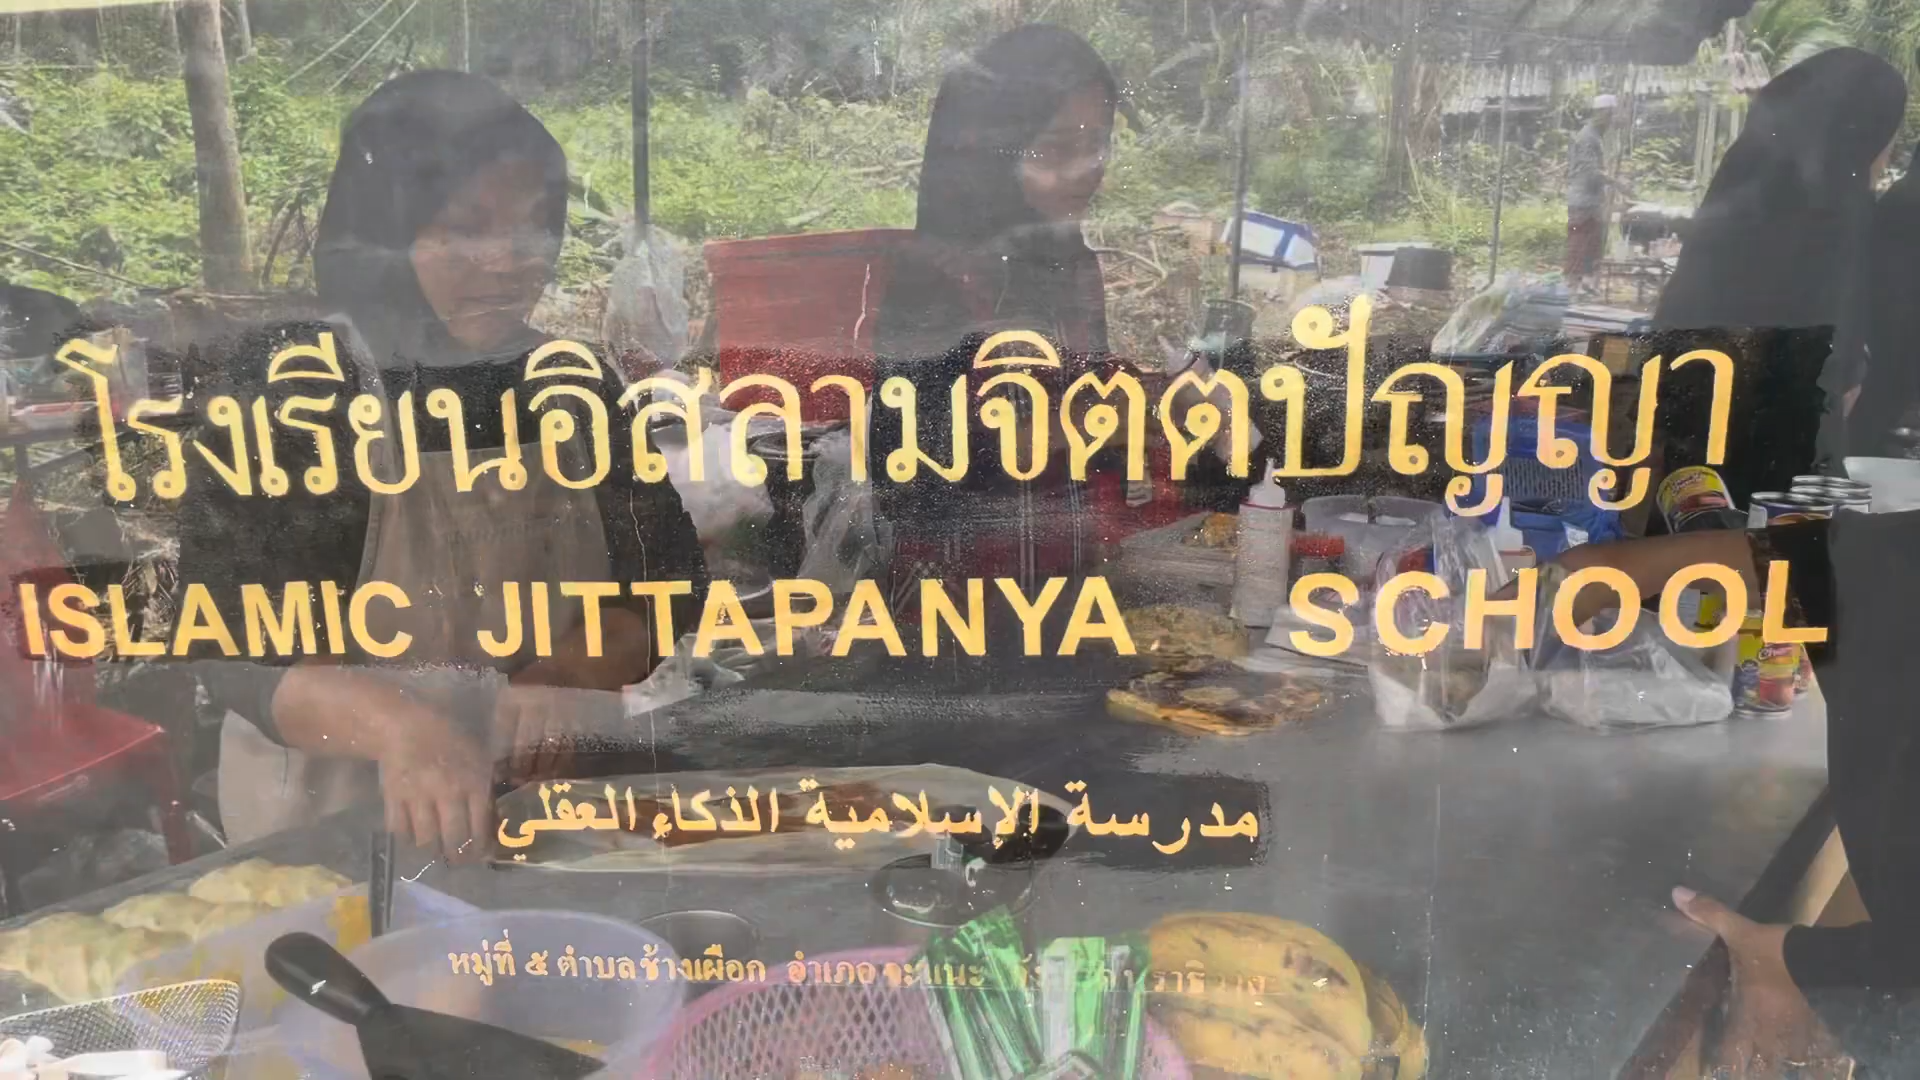 โรงเรียนอิสลามจิตตปัญญา
ISLAMIC JITTAPANYA SCHOOL
مدرسة الإسلامية الذكاء العقلي
หมู่ที่ ๕ ตำบลช้างเผือก อำเภอจะแนะ